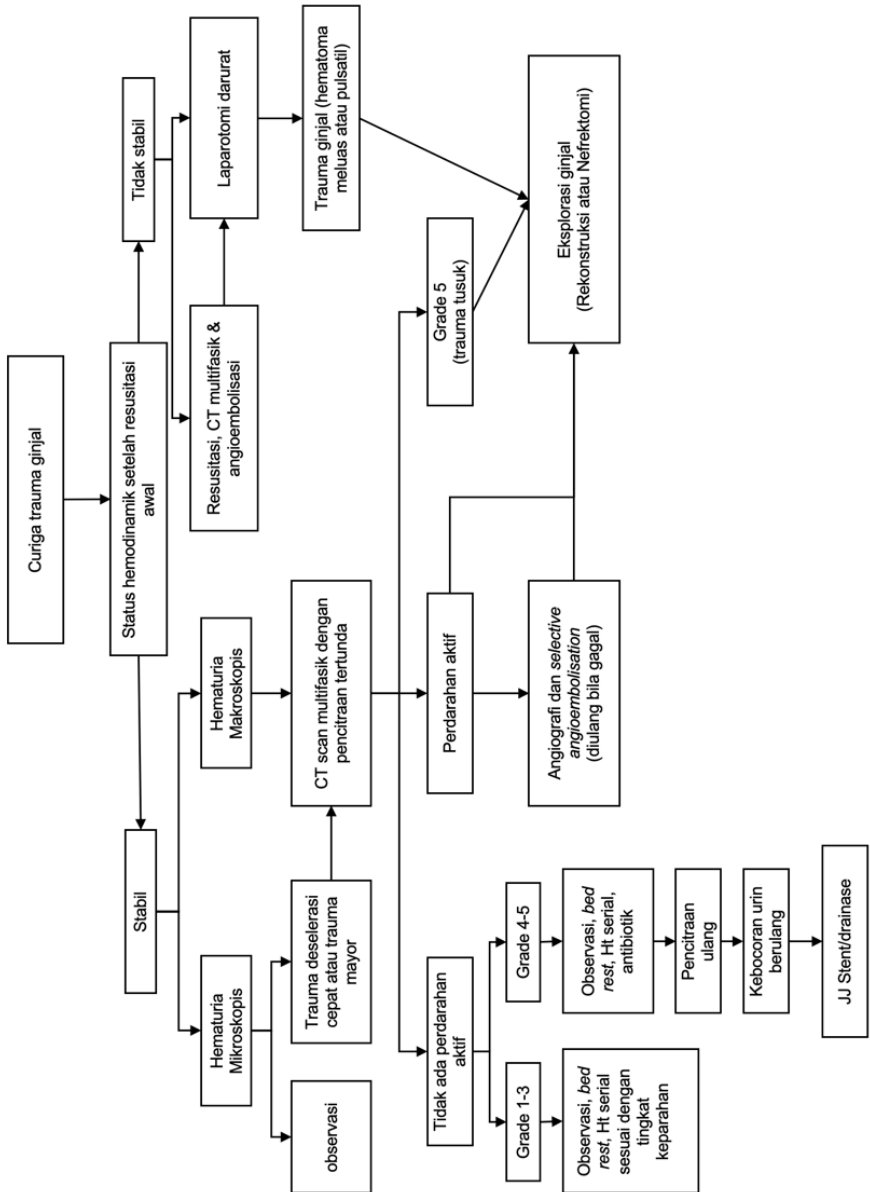 Curiga trauma ginjal
Status hemodinamik setelah resusitasi
awal
Stabil
Tidak stabil
Hematuria
Mikroskopis
Hematuria
Makroskopis
Resusitasi, CT multifasik &
angioembolisasi
Laparotomi darurat
observasi
Trauma deselerasi
cepat atau trauma
mayor
CT scan multifasik dengan
pencitraan tertunda
Trauma ginjal (hematoma
meluas atau pulsatil)
Tidak ada perdarahan
aktif
Perdarahan aktif
Grade 5
(trauma tusuk)
Grade 1-3
Grade 4-5
Observasi, bed
rest, Ht serial
sesuai dengan
tingkat
keparahan
Observasi, bed
rest, Ht serial,
antibiotik
Angiografi dan selective
angioembolisation
(diulang bila gagal)
Eksplorasi ginjal
(Rekonstruksi atau Nefrektomi)
Pencitraan
ulang
Kebocoran urin
berulang
JJ Stent/drainase